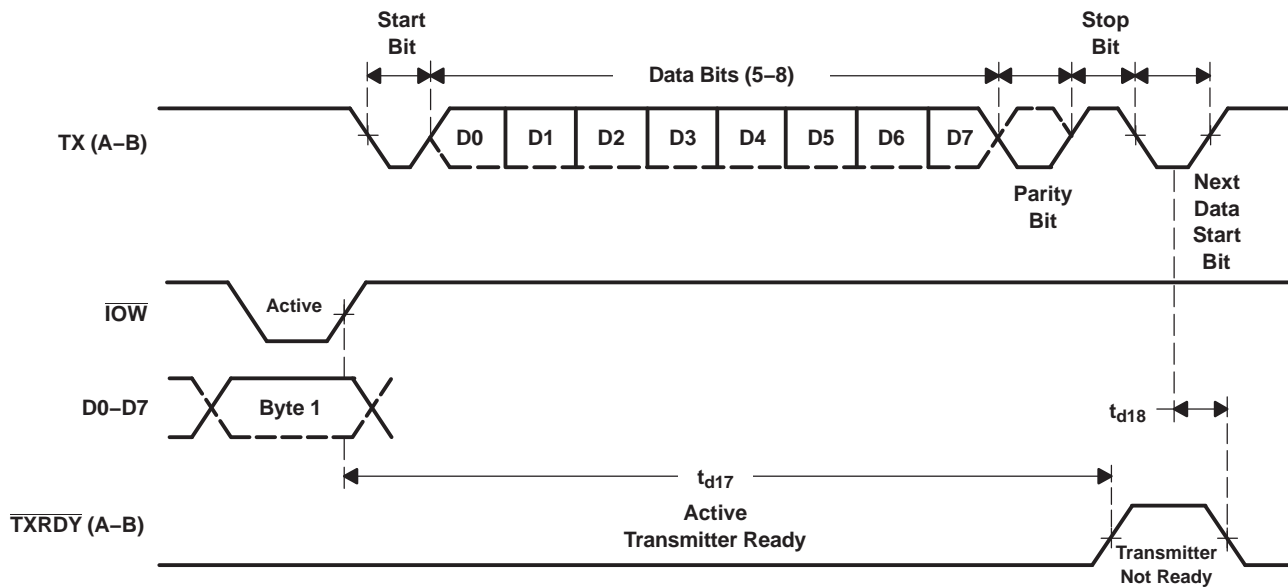 Start
Bit
Stop
Bit
Data Bits (5–8)
TX (A–B)
D0
D1
D2
D3
D4
D5
D6
D7
Parity
Bit
Next
Data
Start
Bit
IOW
Active
D0–D7
Byte 1
td18
td17
TXRDY (A–B)
Active
Transmitter Ready
Transmitter
Not Ready